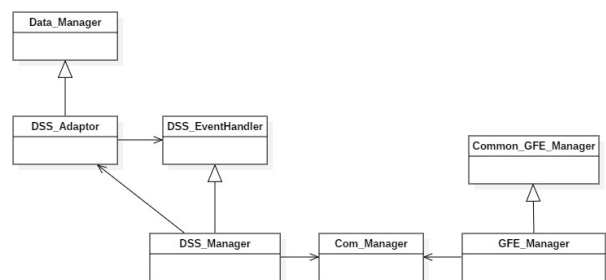 Data_Manager
DSS_Adaptor
DSS_EventHandler
Common_GFE_Manager
DSS_Manager
Com_Manager
GFE_Manager